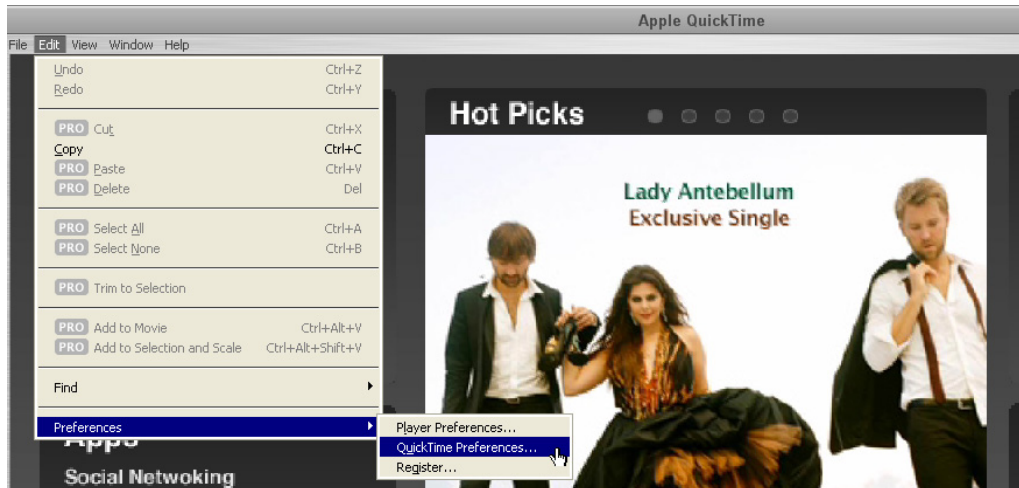 Apple QuickTime
File Edit View Window Help
Undo Ctrl+Z
Redo Ctrl+Y
PRO Cut Ctrl+X
Copy Ctrl+C
PRO Paste Ctrl+V
PRO Delete Del
PRO Select All Ctrl+A
PRO Select None Ctrl+B
PRO Trim to Selection
PRO Add to Movie Ctrl+Alt+V
PRO Add to Selection and Scale Ctrl+Alt+Shift+V
Find
Preferences
Player Preferences...
QuickTime Preferences...
Register...
Apps
Social Netwoking
Hot Picks
Lady Antebellum
Exclusive Single